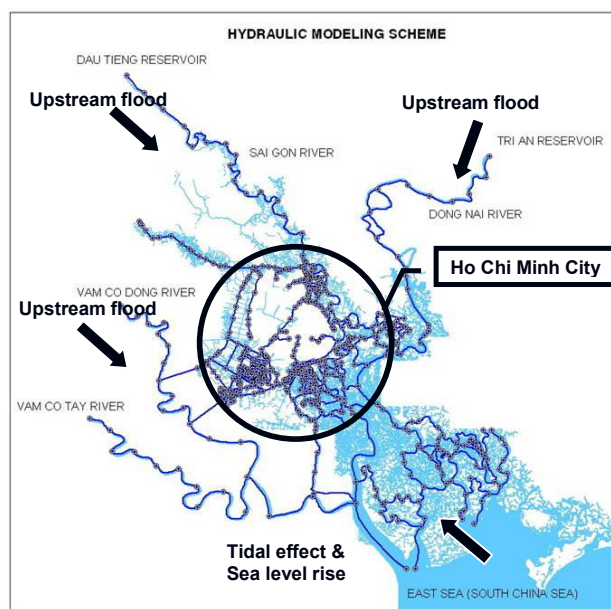 HYDRAULIC MODELING SCHEME
DAU TIENG RESERVOIR
Upstream flood
Upstream flood
TRI AN RESERVOIR
SAI GON RIVER
DONG NAI RIVER
Ho Chi Minh City
VAM CO DONG RIVER
Upstream flood
VAM CO TAY RIVER
Tidal effect &
Sea level rise
EAST SEA (SOUTH CHINA SEA)